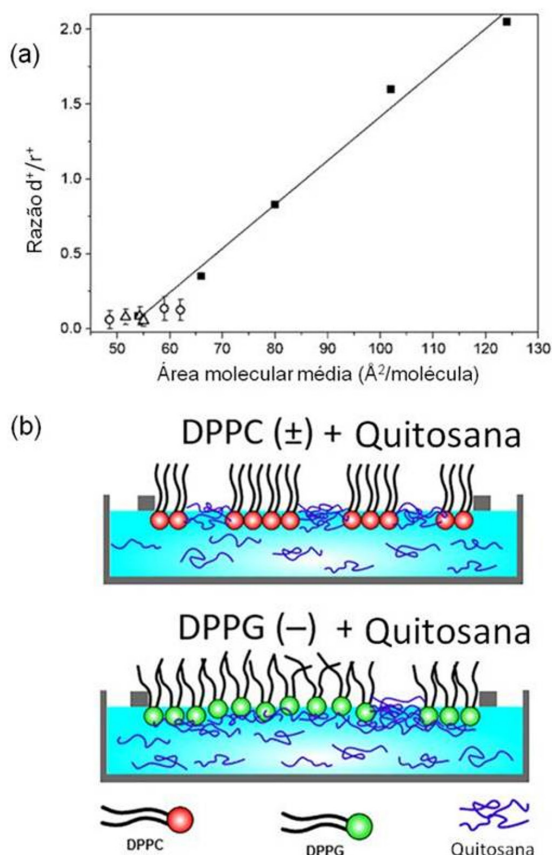 (a)
2.0
1.5
1.0
0.5
0.0
Razão d⁺/r⁺
50 60 70 80 90 100 110 120 130
Área molecular média (Å²/molécula)
(b)
DPPC (±) + Quitosana
DPPG (–) + Quitosana
DPPC DPPG Quitosana